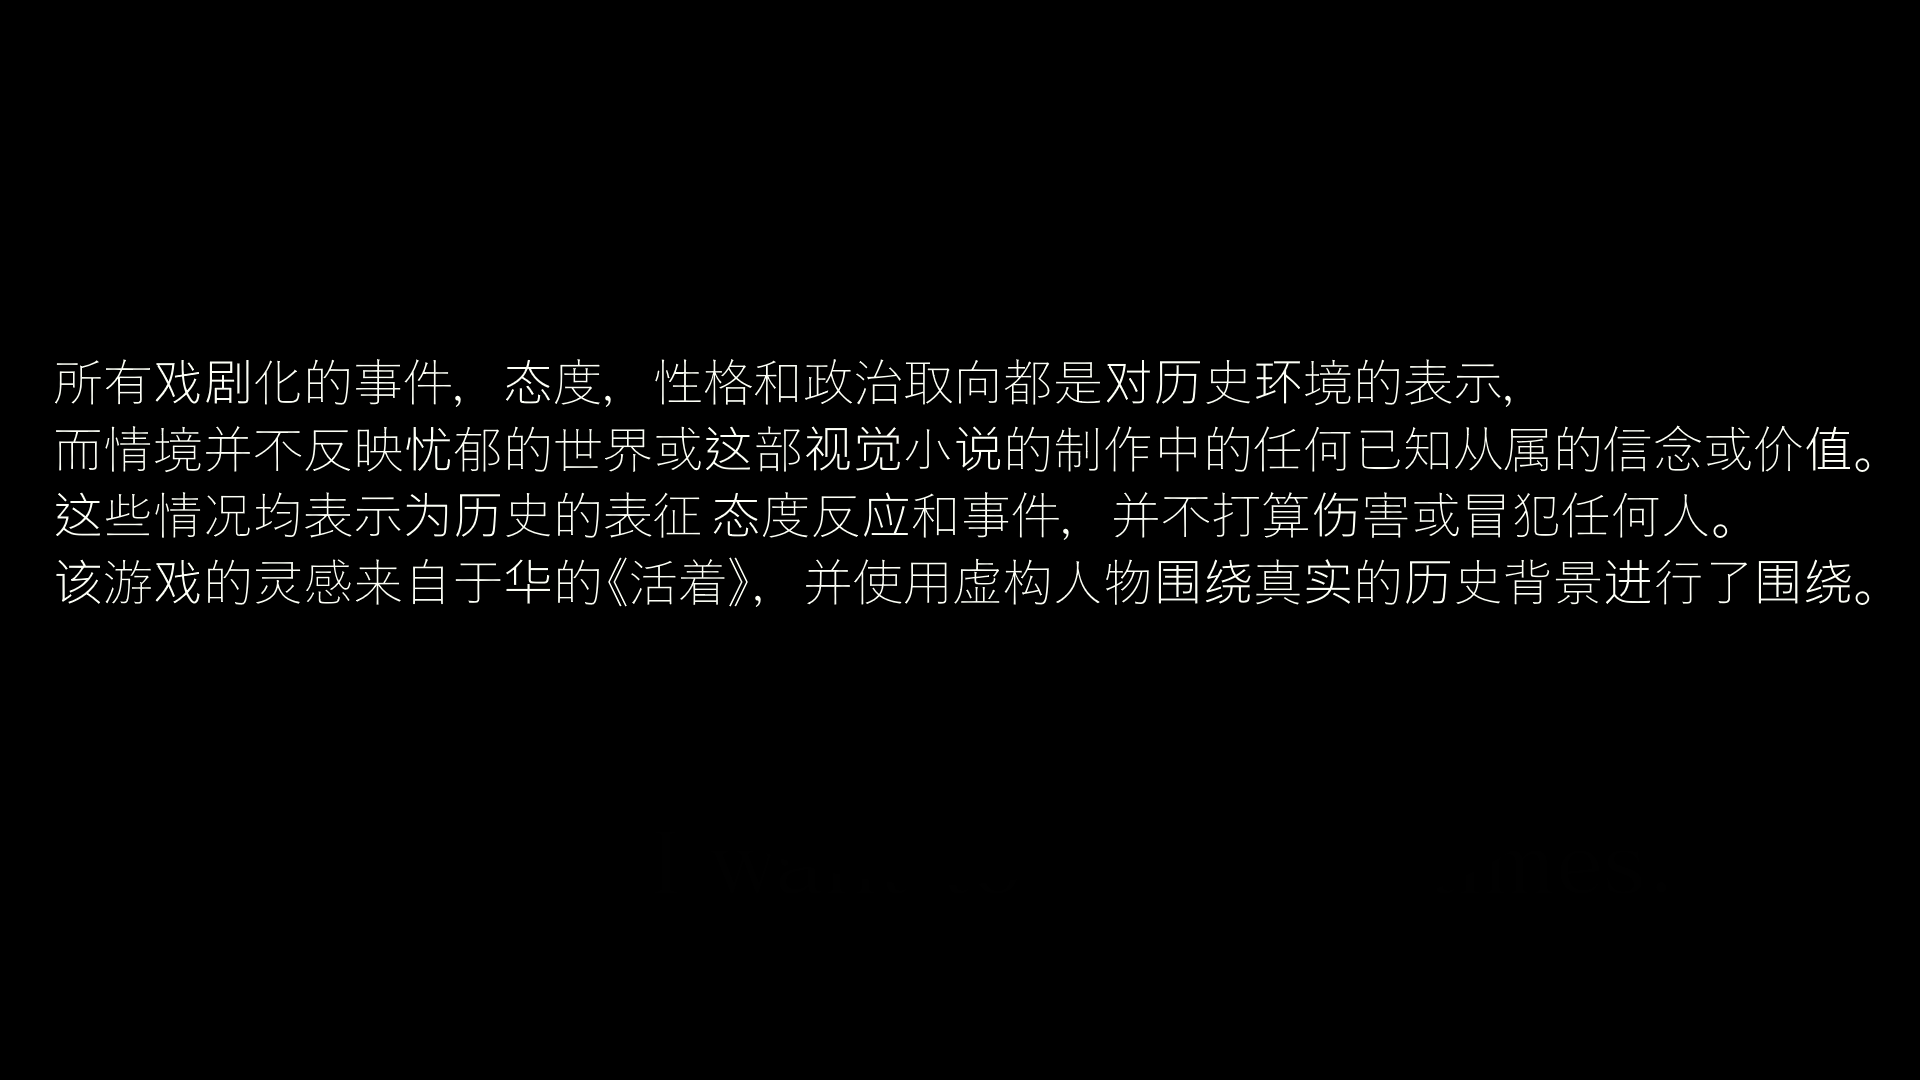 所有戏剧化的事件, 态度, 性格和政治取向都是对历史环境的表示,
而情境并不反映忧郁的世界或这部视觉小说的制作中的任何已知从属的信念或价值。
这些情况均表示为历史的表征 态度反应和事件, 并不打算伤害或冒犯任何人。
该游戏的灵感来自于华的《活着》, 并使用虚构人物围绕真实的历史背景进行了围绕。